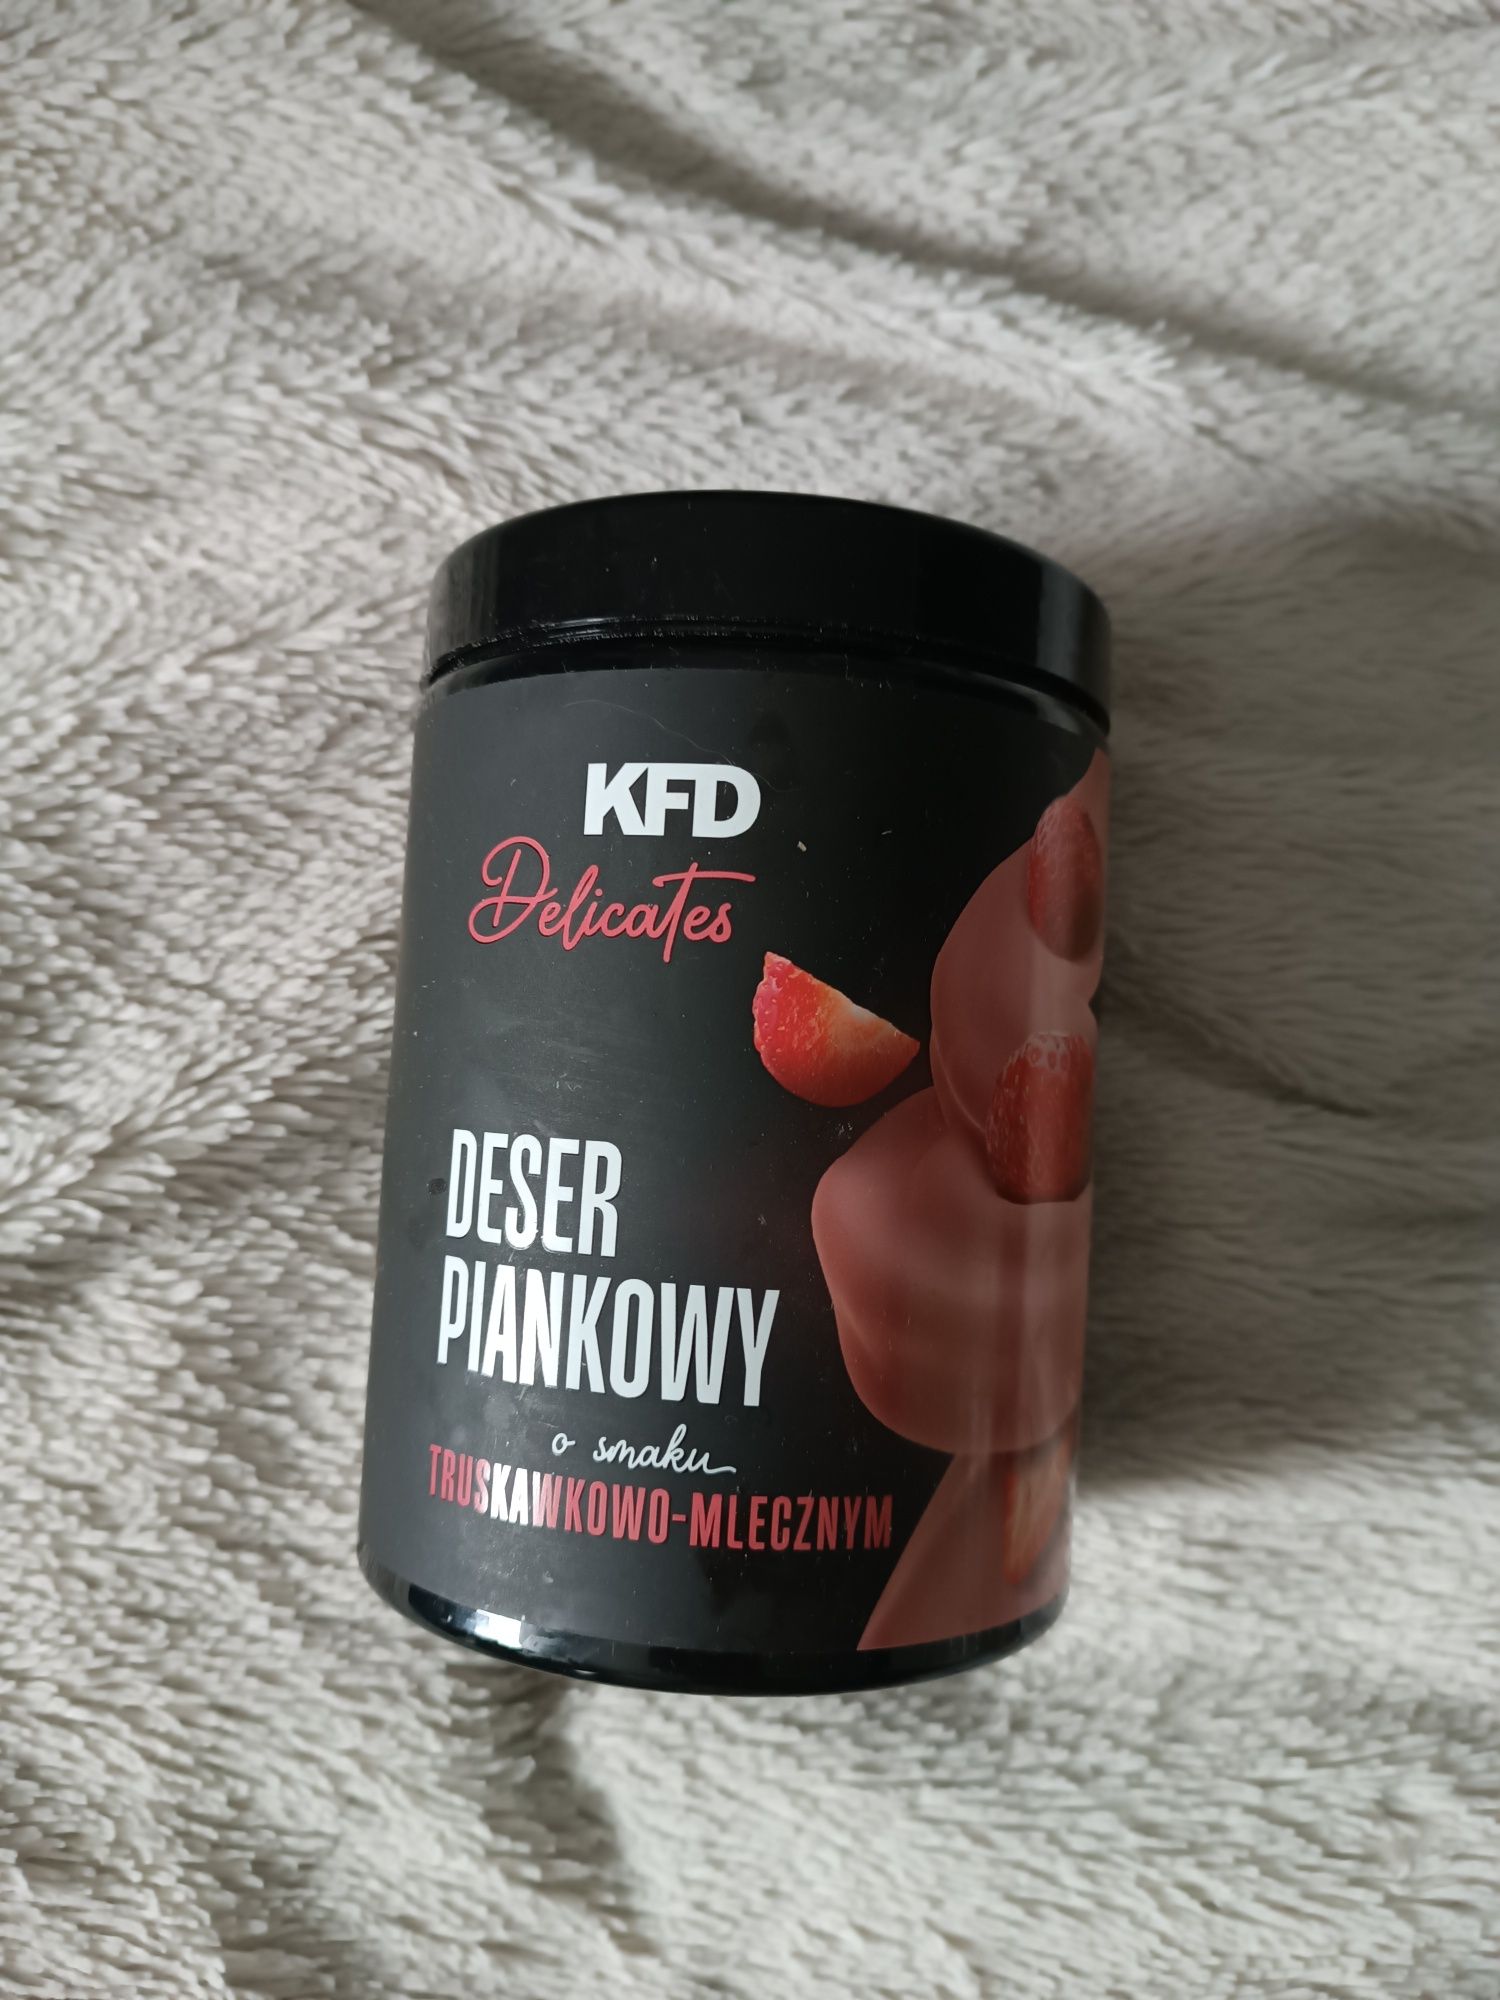 KFD
Delicates
DESER
PIANKOWY
o smaku
TRUSKAWKOWO-MLECZNYM